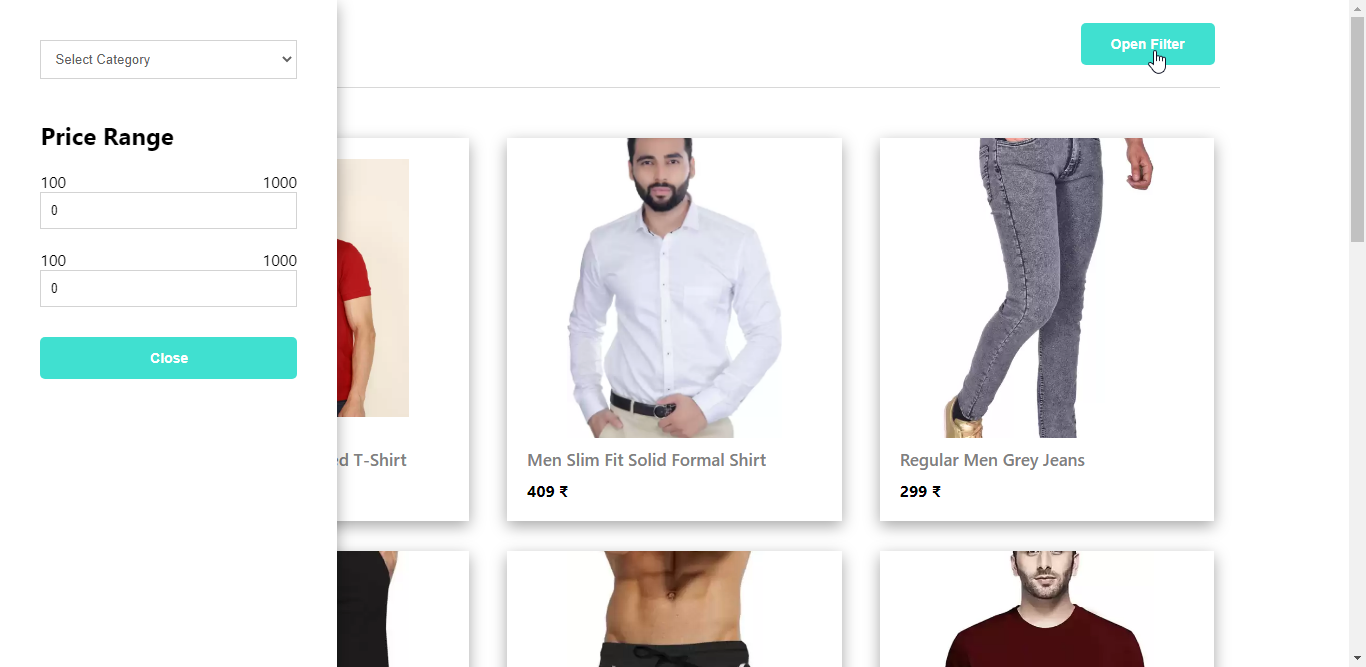 Open Filter
Select Category
Price Range
100 1000
0
100 1000
0
Close
T-Shirt
Men Slim Fit Solid Formal Shirt
409 ₹
Regular Men Grey Jeans
299 ₹